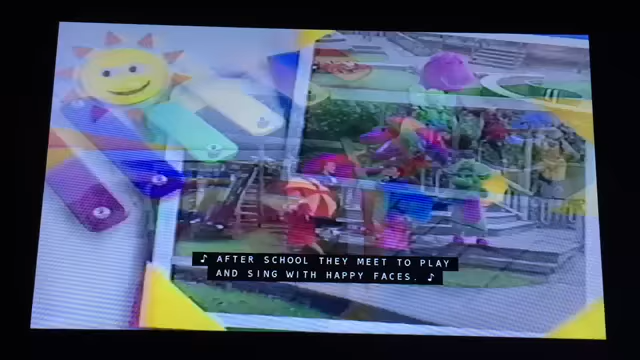 ♪ AFTER SCHOOL THEY MEET TO PLAY
AND SING WITH HAPPY FACES. ♪